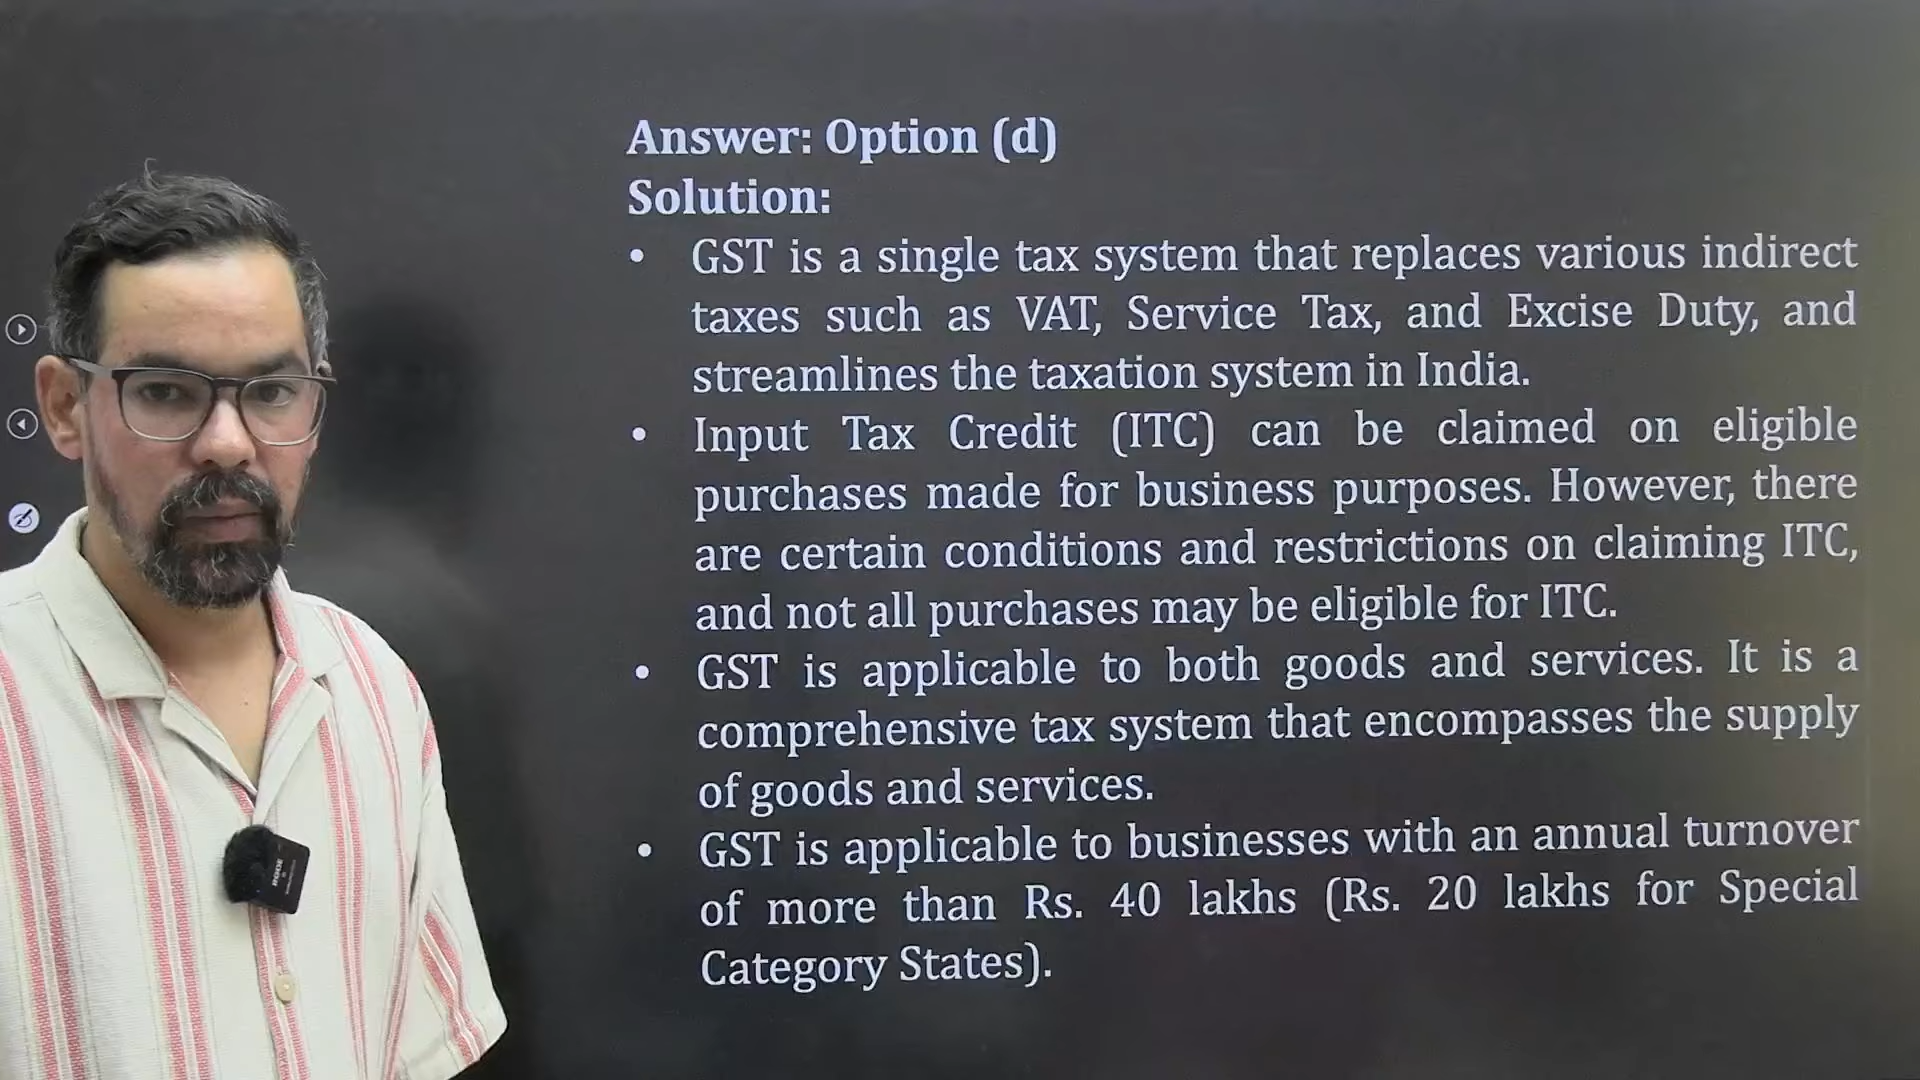 Answer: Option (d)
Solution:
• GST is a single tax system that replaces various indirect
taxes such as VAT, Service Tax, and Excise Duty, and
streamlines the taxation system in India.
• Input Tax Credit (ITC) can be claimed on eligible
purchases made for business purposes. However, there
are certain conditions and restrictions on claiming ITC,
and not all purchases may be eligible for ITC.
• GST is applicable to both goods and services. It is a
comprehensive tax system that encompasses the supply
of goods and services.
• GST is applicable to businesses with an annual turnover
of more than Rs. 40 lakhs (Rs. 20 lakhs for Special
Category States).
RODE